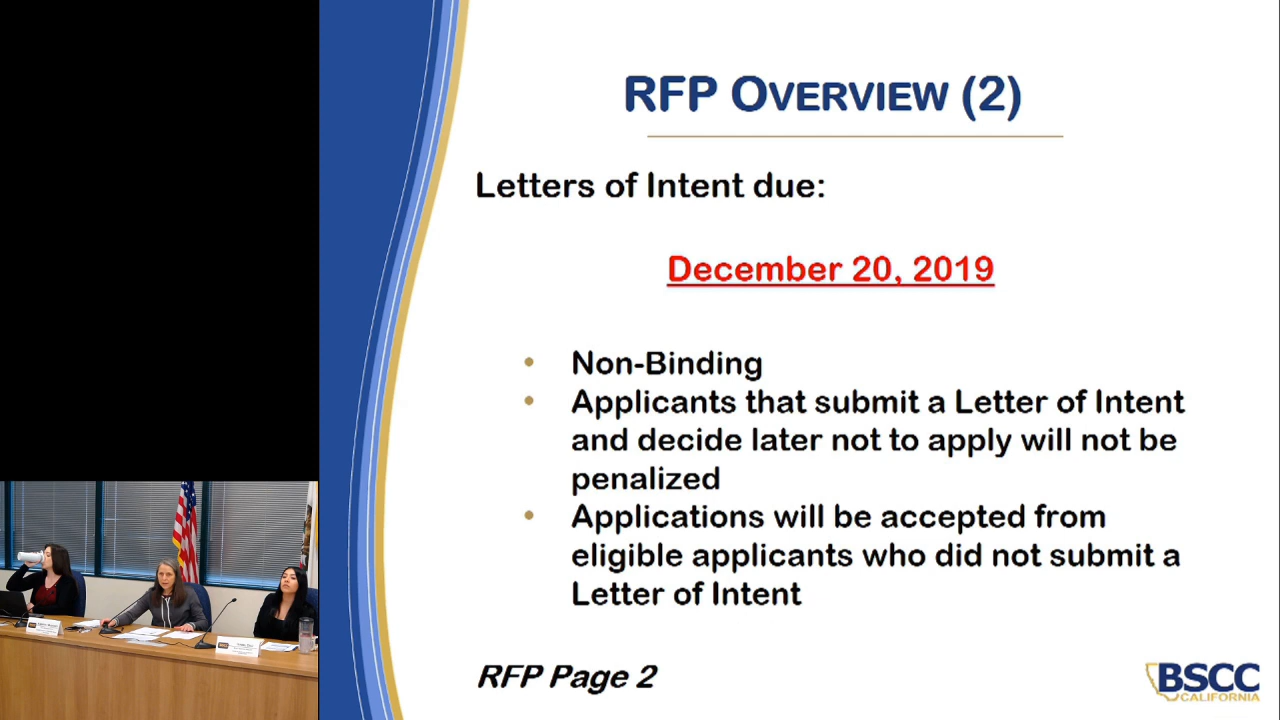 RFP OVERVIEW (2)
Letters of Intent due:
December 20, 2019
• Non-Binding
• Applicants that submit a Letter of Intent
and decide later not to apply will not be
penalized
• Applications will be accepted from
eligible applicants who did not submit a
Letter of Intent
RFP Page 2
BSCC
CALIFORNIA